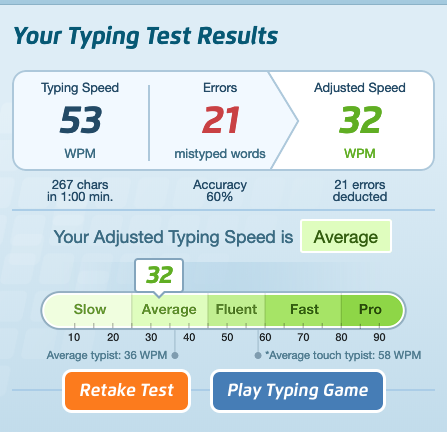 Your Typing Test Results
Typing Speed
53
WPM
Errors
21
mistyped words
Adjusted Speed
32
WPM
267 chars
in 1:00 min.
Accuracy
60%
21 errors
deducted
Your Adjusted Typing Speed is Average
32
Slow Average Fluent Fast Pro
10 20 30 40 50 60 70 80 90
Average typist: 36 WPM *Average touch typist: 58 WPM
Retake Test Play Typing Game